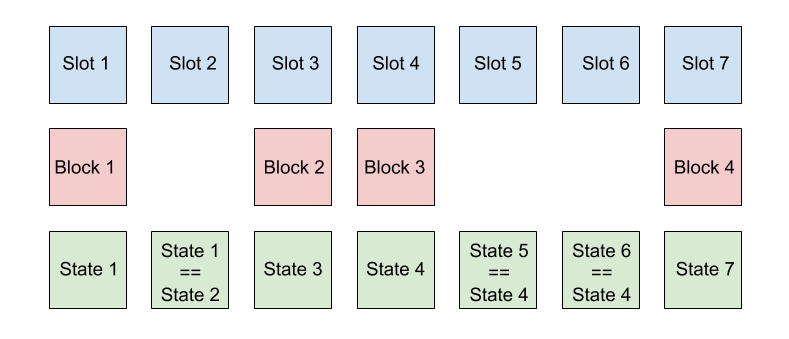 Slot 1
Slot 2
Slot 3
Slot 4
Slot 5
Slot 6
Slot 7
Block 1
Block 2
Block 3
Block 4
State 1
State 1
==
State 2
State 3
State 4
State 5
==
State 4
State 6
==
State 4
State 7